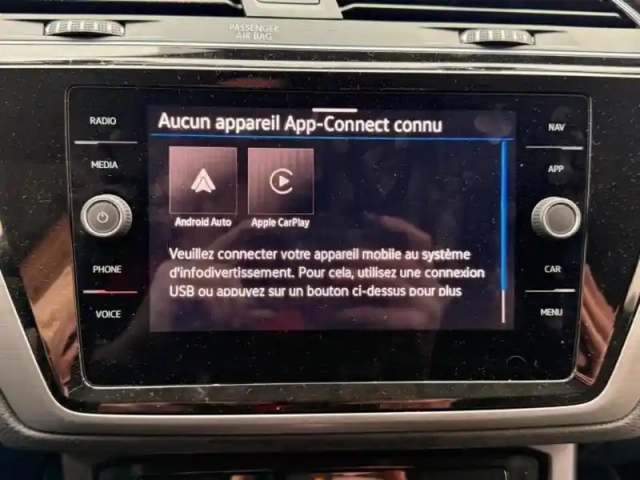 PASSENGER
AIR BAG
RADIO
MEDIA
PHONE
VOICE
Aucun appareil App-Connect connu
Android Auto
Apple CarPlay
Veuillez connecter votre appareil mobile au système
d'infodivertissement. Pour cela, utilisez une connexion
USB ou appuyez sur un bouton ci-dessus pour plus
NAV
APP
CAR
MENU